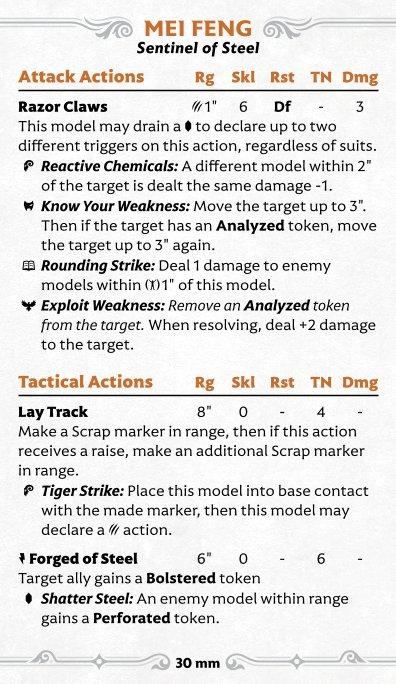 MEI FENG
Sentinel of Steel
Attack Actions Rg Skl Rst TN Dmg
Razor Claws 1" 6 Df - 3
This model may drain a to declare up to two
different triggers on this action, regardless of suits.
Reactive Chemicals: A different model within 2"
of the target is dealt the same damage -1.
Know Your Weakness: Move the target up to 3".
Then if the target has an Analyzed token, move
the target up to 3" again.
Rounding Strike: Deal 1 damage to enemy
models within 1" of this model.
Exploit Weakness: Remove an Analyzed token
from the target. When resolving, deal +2 damage
to the target.
Tactical Actions Rg Skl Rst TN Dmg
Lay Track 8" 0 - 4 -
Make a Scrap marker in range, then if this action
receives a raise, make an additional Scrap marker
in range.
Tiger Strike: Place this model into base contact
with the made marker, then this model may
declare a action.
Forged of Steel 6" 0 - 6 -
Target ally gains a Bolstered token
Shatter Steel: An enemy model within range
gains a Perforated token.
30 mm